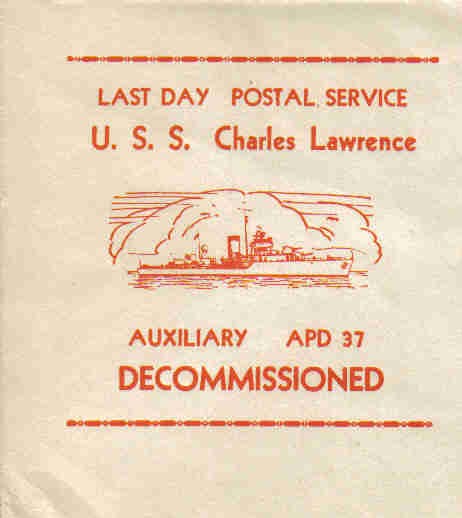 LAST DAY POSTAL SERVICE
U. S. S. Charles Lawrence
AUXILIARY APD 37
DECOMMISSIONED